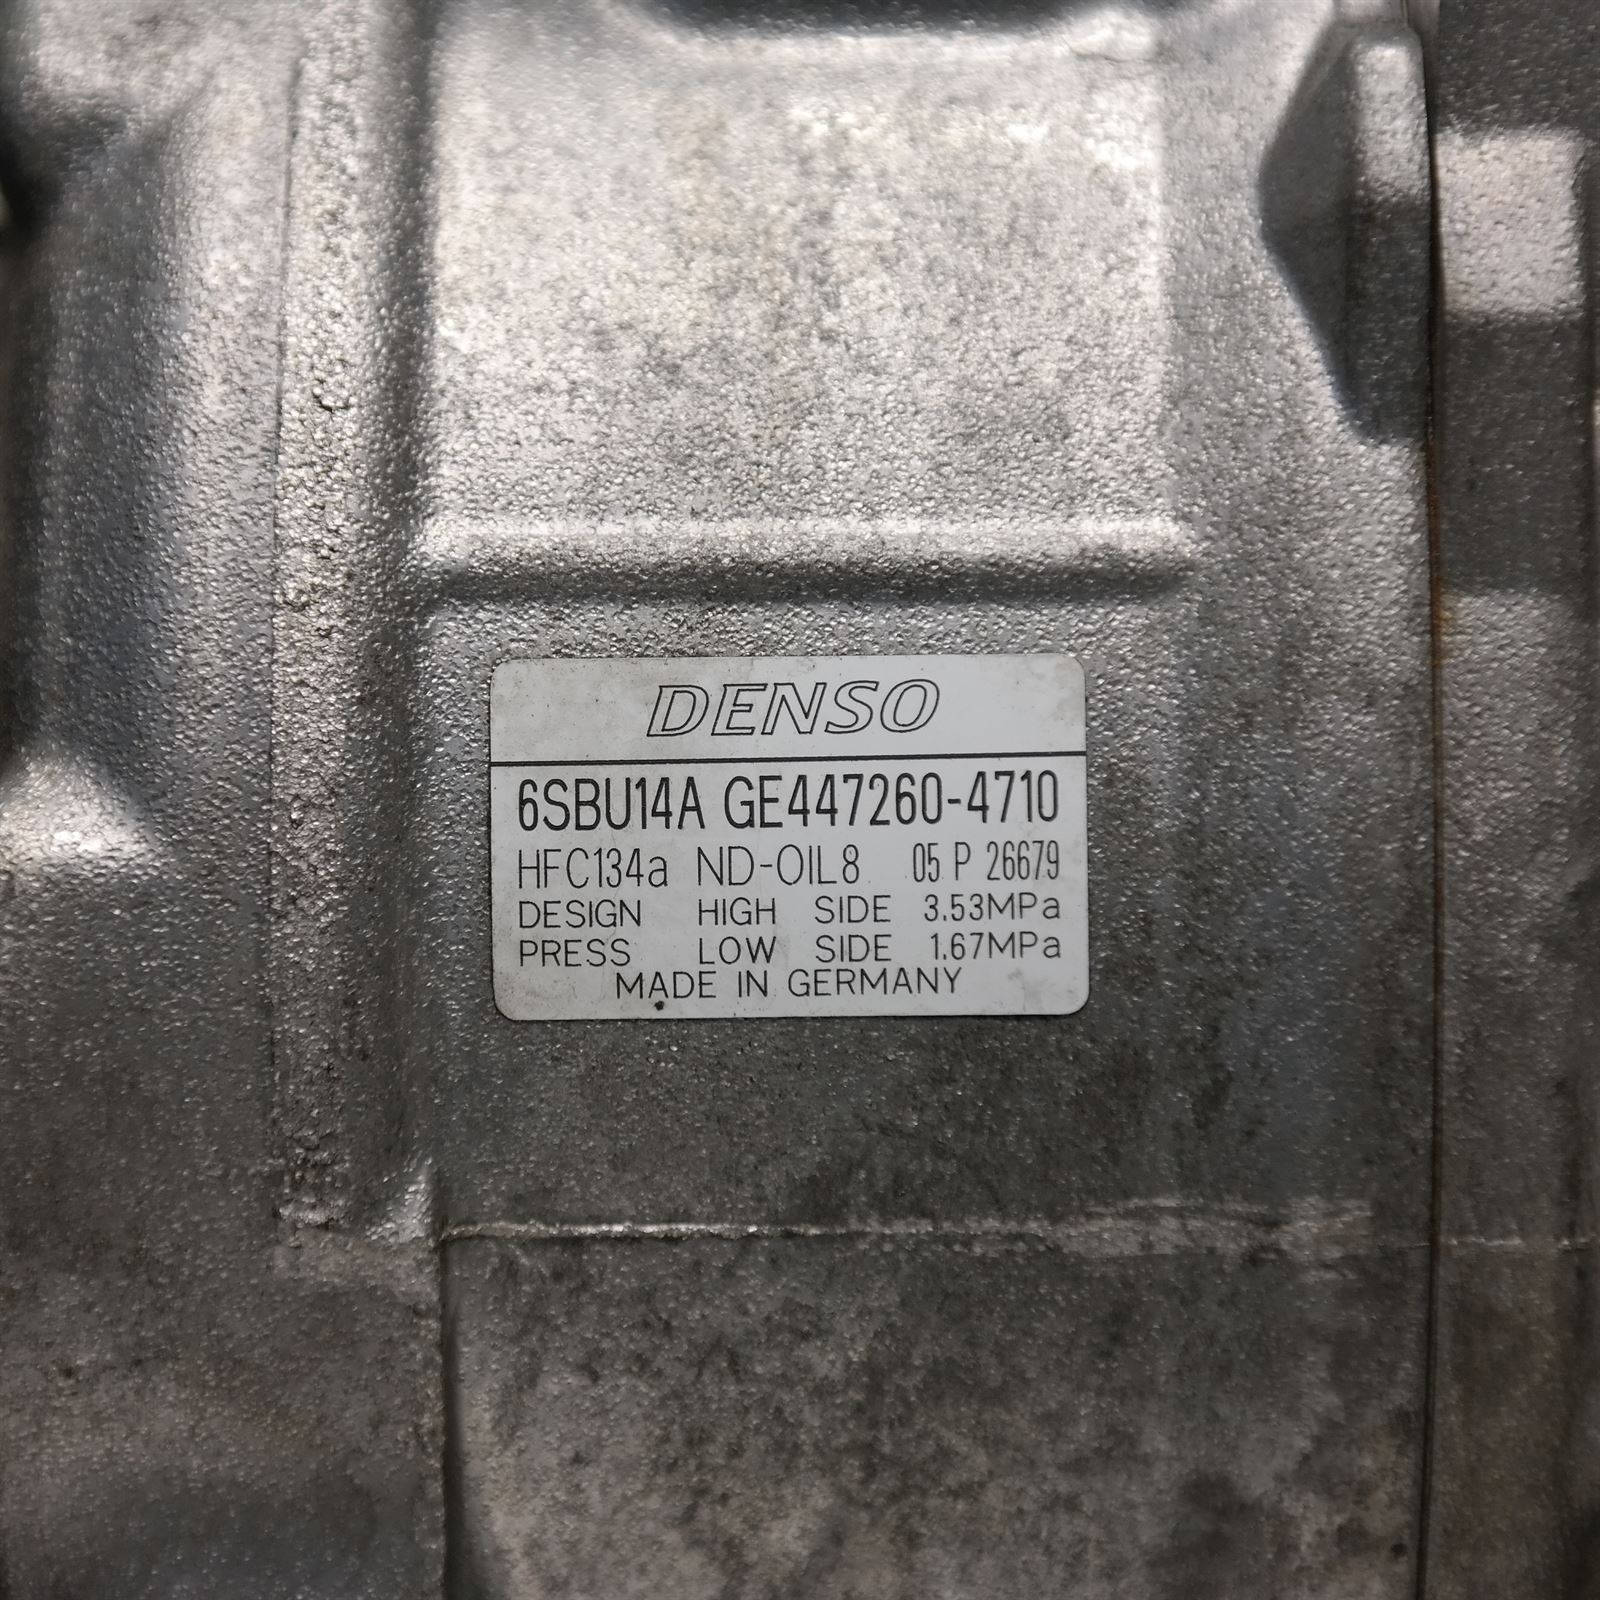 DENSO
6SBU14A GE447260-4710
HFC134a ND-OIL8 05 P 26679
DESIGN HIGH SIDE 3.53MPa
PRESS LOW SIDE 1.67MPa
MADE IN GERMANY